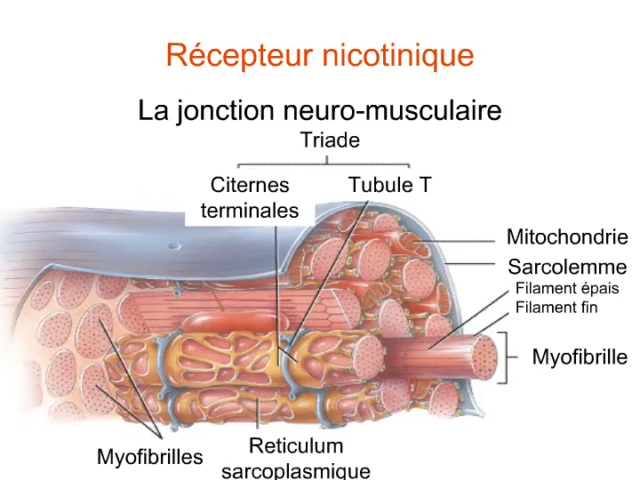 Récepteur nicotinique
La jonction neuro-musculaire
Triade
Citernes
terminales
Tubule T
Mitochondrie
Sarcolemme
Filament épais
Filament fin
Myofibrille
Myofibrilles
Reticulum
sarcoplasmique